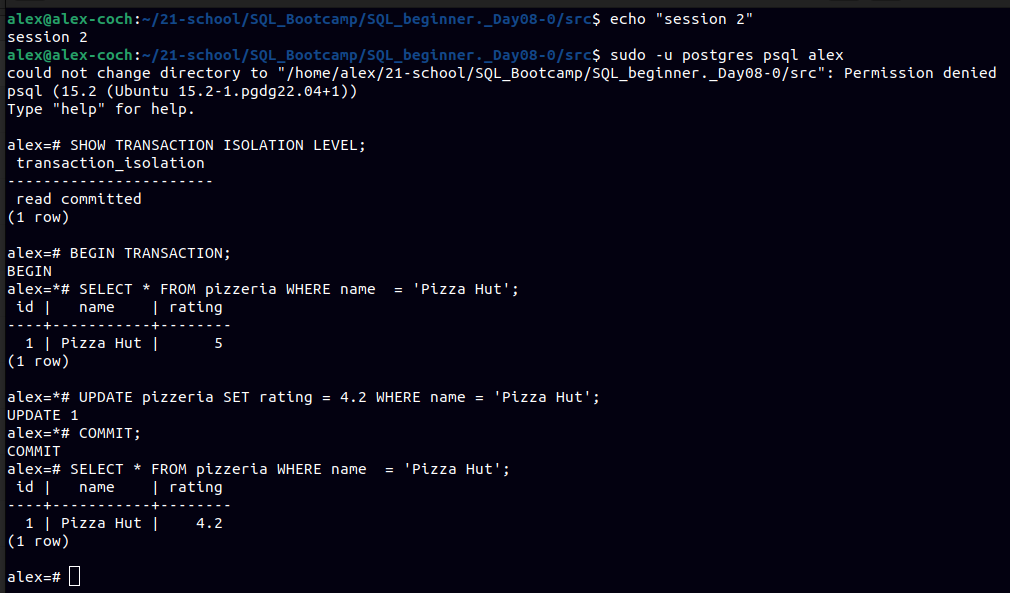 alex@alex-coch:~/21-school/SQL_Bootcamp/SQL_beginner._Day08-0/src$ echo "session 2"
session 2
alex@alex-coch:~/21-school/SQL_Bootcamp/SQL_beginner._Day08-0/src$ sudo -u postgres psql alex
could not change directory to "/home/alex/21-school/SQL_Bootcamp/SQL_beginner._Day08-0/src": Permission denied
psql (15.2 (Ubuntu 15.2-1.pgdg22.04+1))
Type "help" for help.

alex=# SHOW TRANSACTION ISOLATION LEVEL;
 transaction_isolation
-----------------------
 read committed
(1 row)

alex=# BEGIN TRANSACTION;
BEGIN
alex=*# SELECT * FROM pizzeria WHERE name  = 'Pizza Hut';
 id |   name    | rating
----+-----------+--------
  1 | Pizza Hut |      5
(1 row)

alex=*# UPDATE pizzeria SET rating = 4.2 WHERE name = 'Pizza Hut';
UPDATE 1
alex=*# COMMIT;
COMMIT
alex=# SELECT * FROM pizzeria WHERE name  = 'Pizza Hut';
 id |   name    | rating
----+-----------+--------
  1 | Pizza Hut |    4.2
(1 row)

alex=#